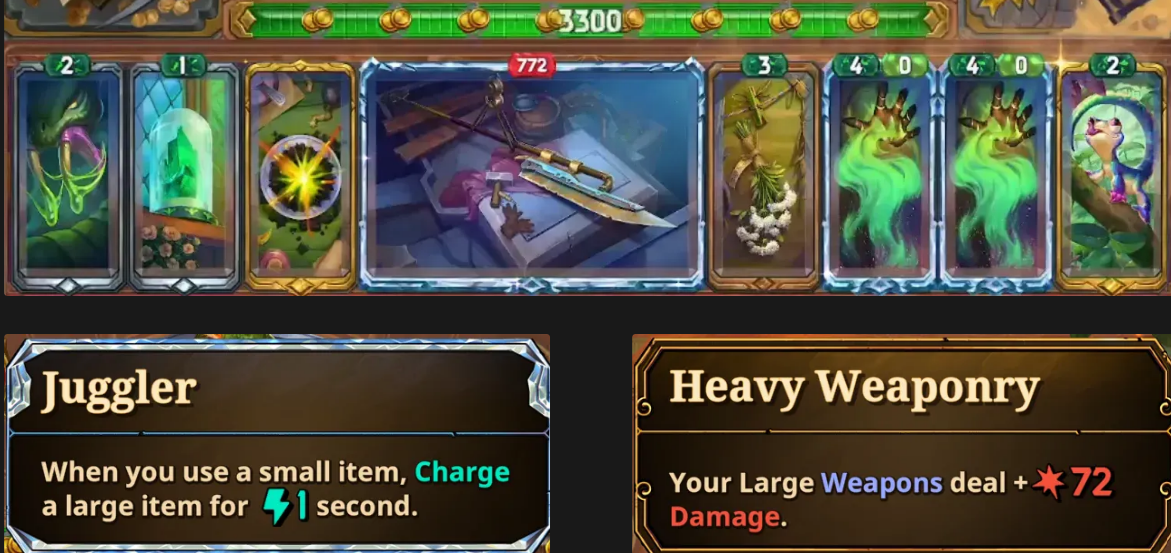 3300
2 1 772 3 4 0 4 0 2
Juggler
When you use a small item, Charge
a large item for 1 second.
Heavy Weaponry
Your Large Weapons deal + 72
Damage.